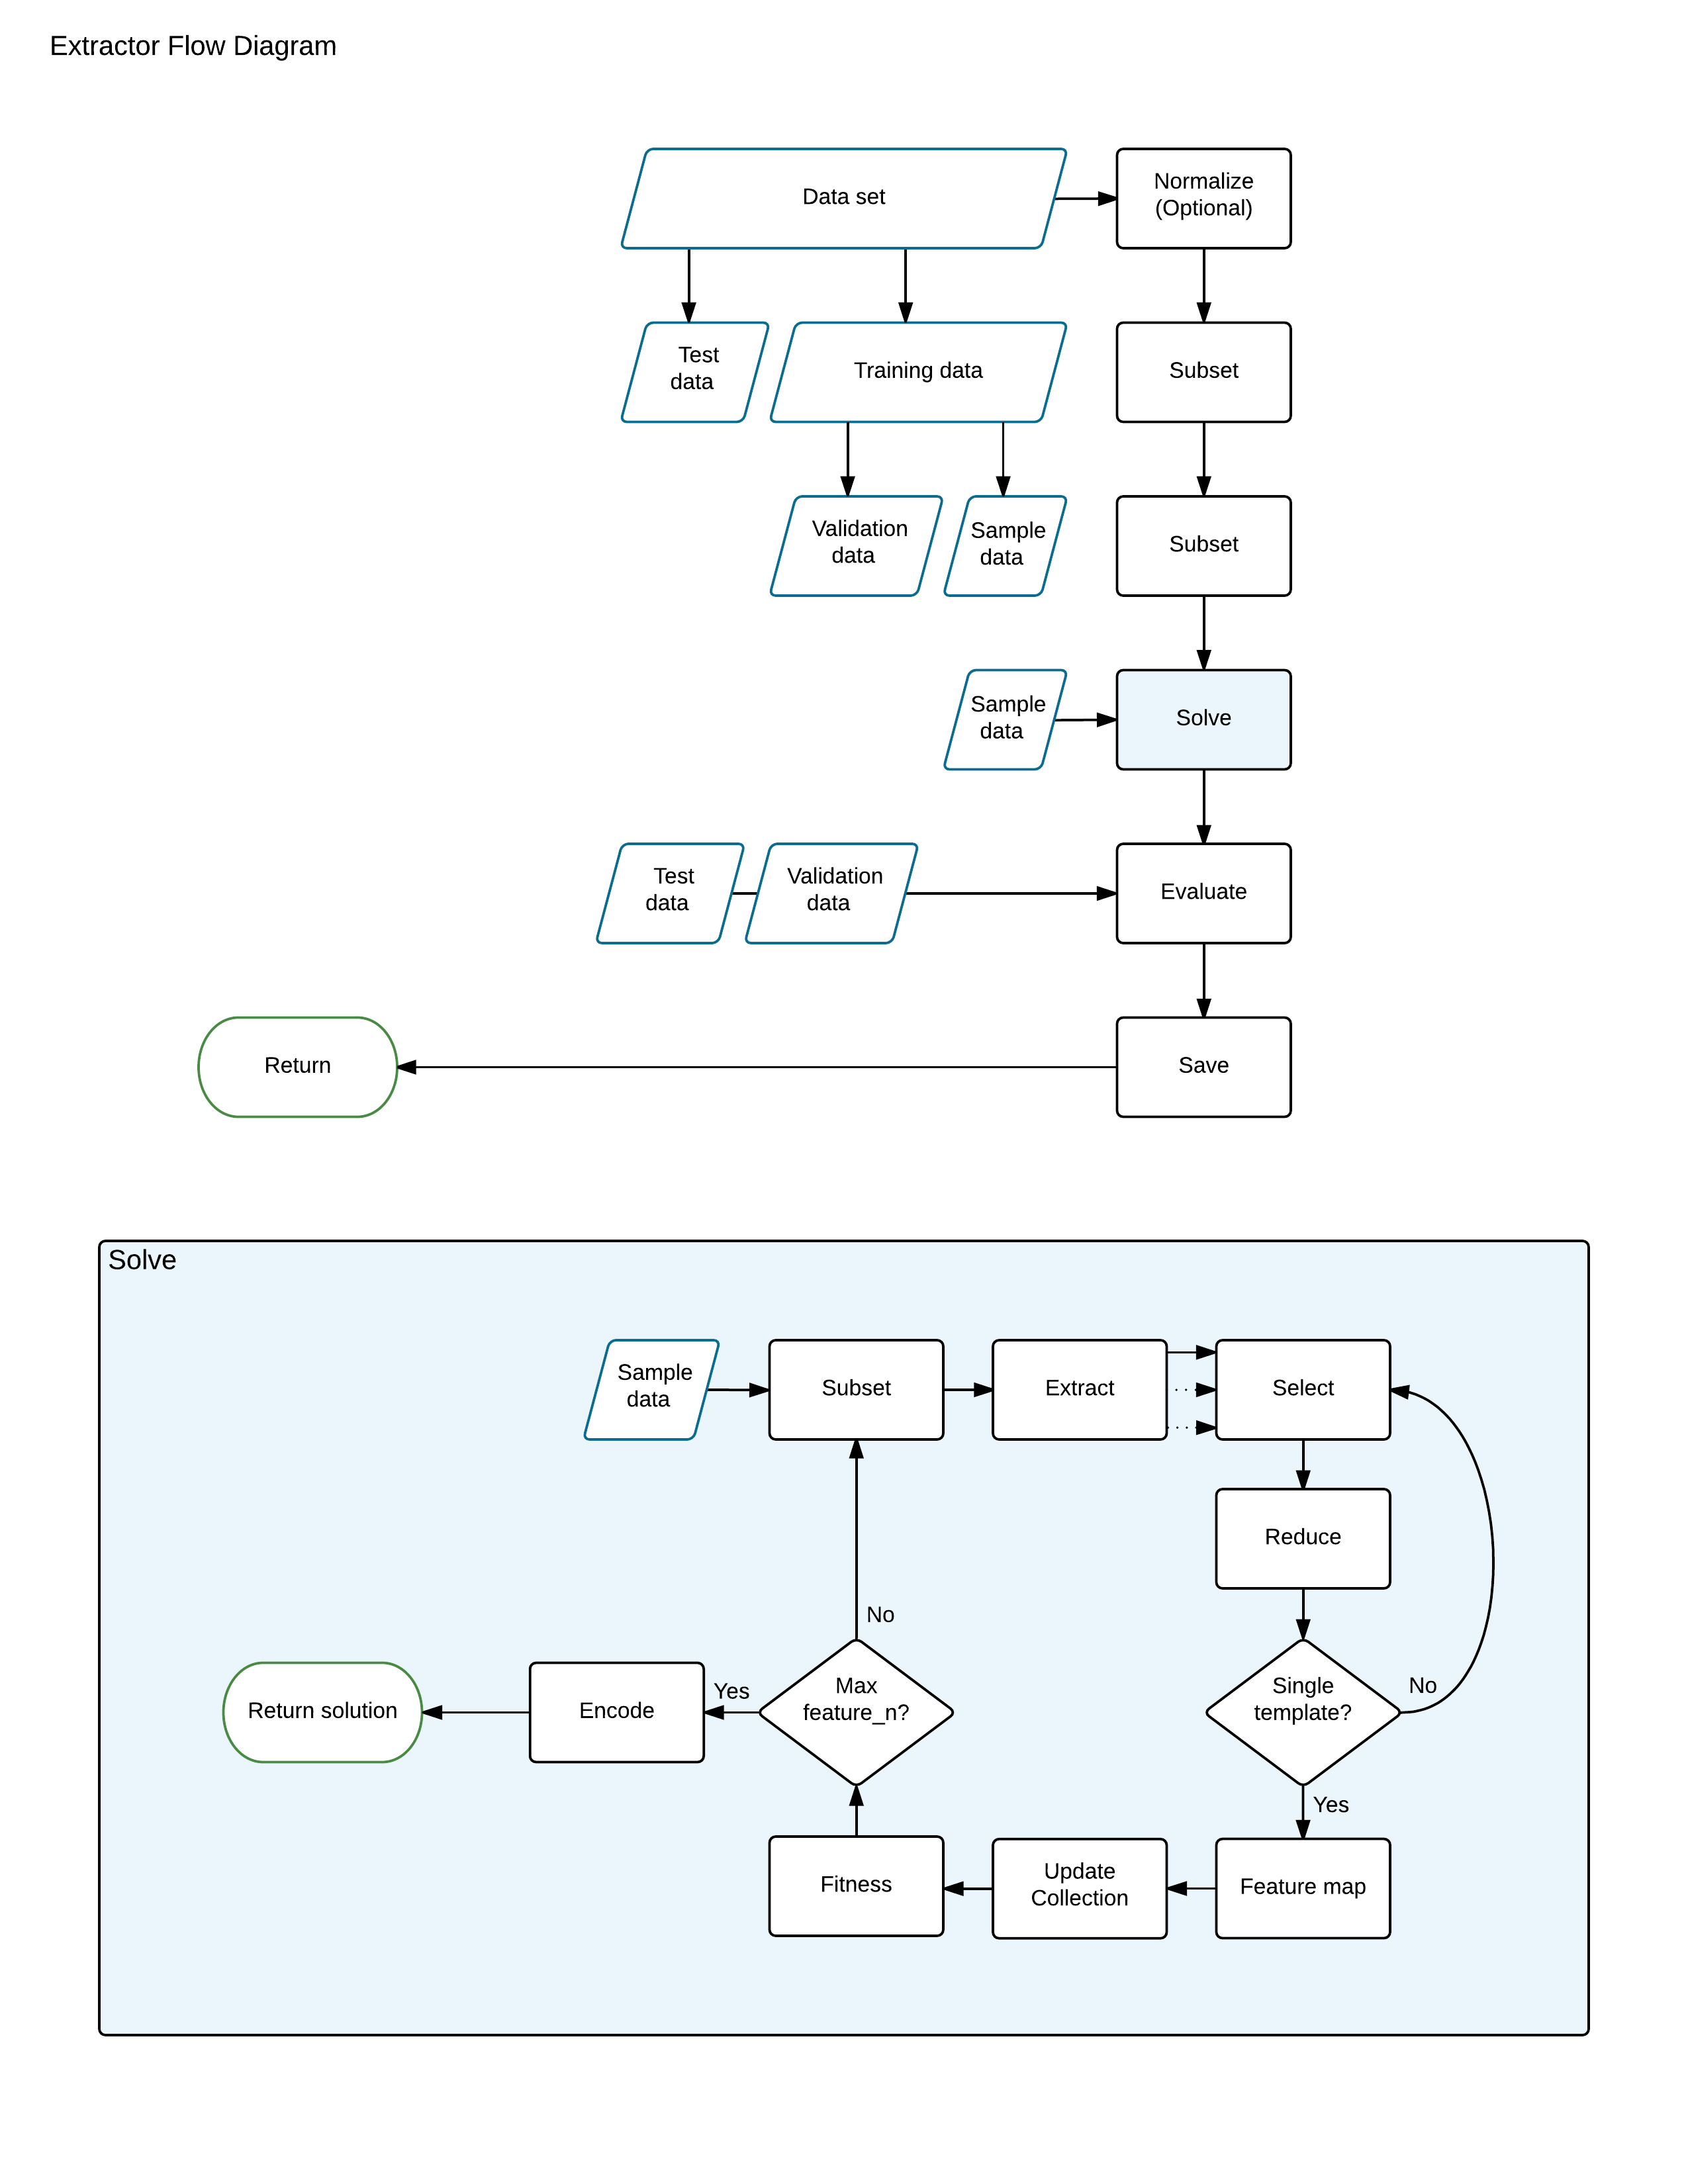 Extractor Flow Diagram
Data set
Normalize
(Optional)
Test
data
Training data
Subset
Validation
data
Sample
data
Subset
Sample
data
Solve
Test
data
Validation
data
Evaluate
Return
Save
Solve
Sample
data
Subset
Extract
Select
Reduce
No
Return solution
Encode
Yes
Max
feature_n?
Single
template?
No
Yes
Fitness
Update
Collection
Feature map